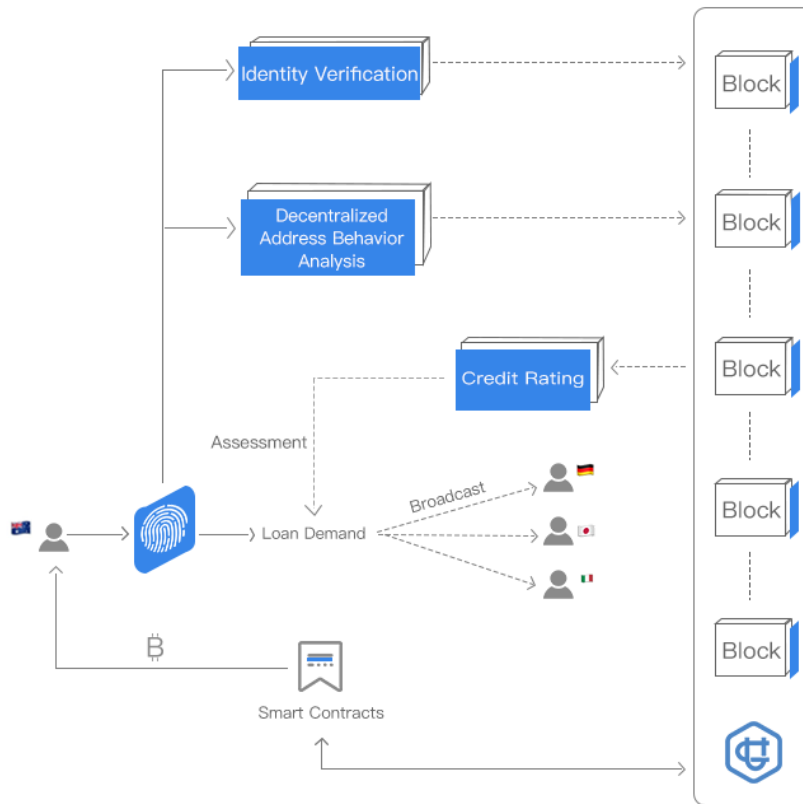 Identity Verification
Block
Decentralized
Address Behavior
Analysis
Block
Credit Rating
Block
Assessment
Broadcast
Loan Demand
Block
Block
Smart Contracts